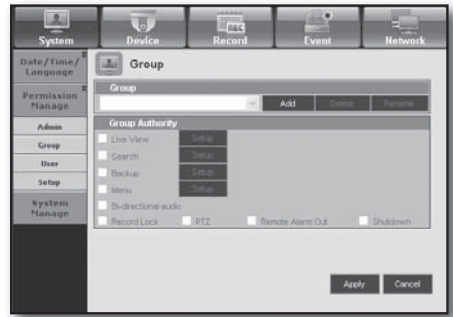 System Device Record Event Network
REC
Date/Time/
Language
Permission
Manage
Admin
Group
User
Setup
System
Manage
Group
Group
Add Delete Rename
Group Authority
Live View Setup
Search Setup
Backup Setup
Menu Setup
Bi-directional audio
Record Lock PTZ Remote Alarm Out Shutdown
Apply Cancel